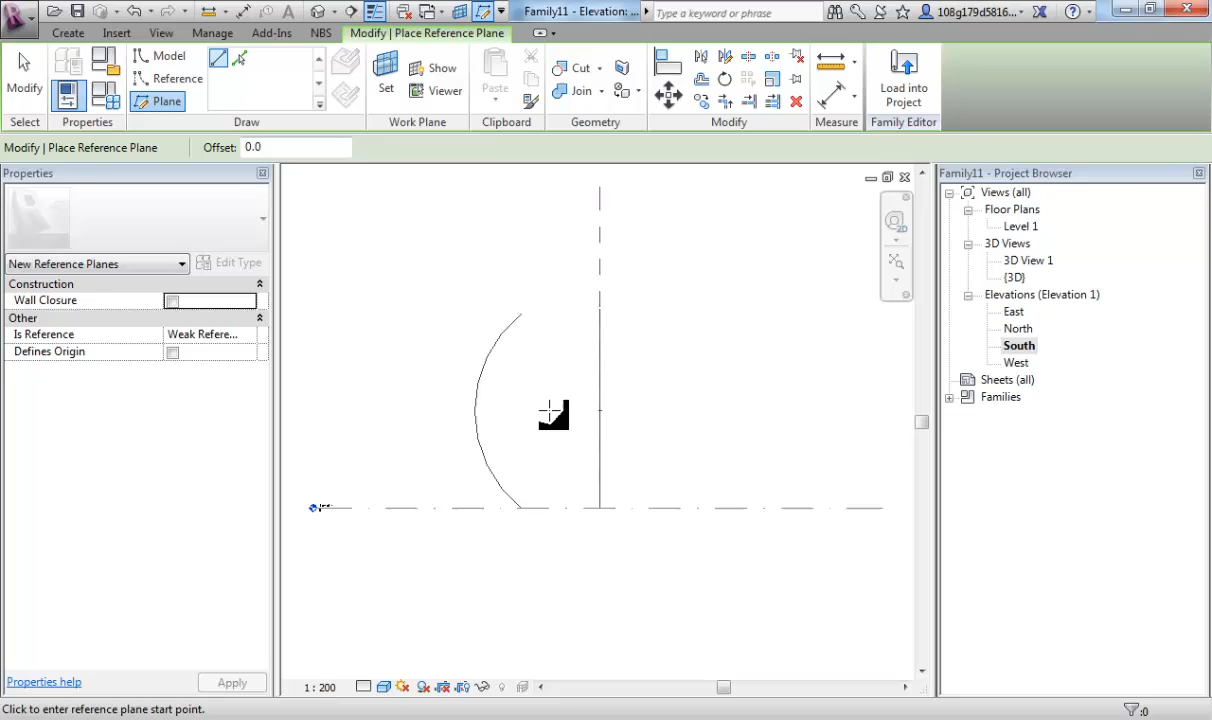 Family11 - Elevation: ...
Type a keyword or phrase
108g179d5816...
Create
Insert
View
Manage
Add-Ins
NBS
Modify | Place Reference Plane
Modify
Model
Reference
Plane
Set
Show
Viewer
Paste
Cut
Join
Load into
Project
Select
Properties
Draw
Work Plane
Clipboard
Geometry
Modify
Measure
Family Editor
Modify | Place Reference Plane
Offset: 0.0
Properties
New Reference Planes
Edit Type
Construction
Wall Closure
Other
Is Reference
Weak Refere...
Defines Origin
Properties help
Apply
2D
1 : 200
Family11 - Project Browser
Views (all)
Floor Plans
Level 1
3D Views
3D View 1
{3D}
Elevations (Elevation 1)
East
North
South
West
Sheets (all)
Families
Click to enter reference plane start point.
:0